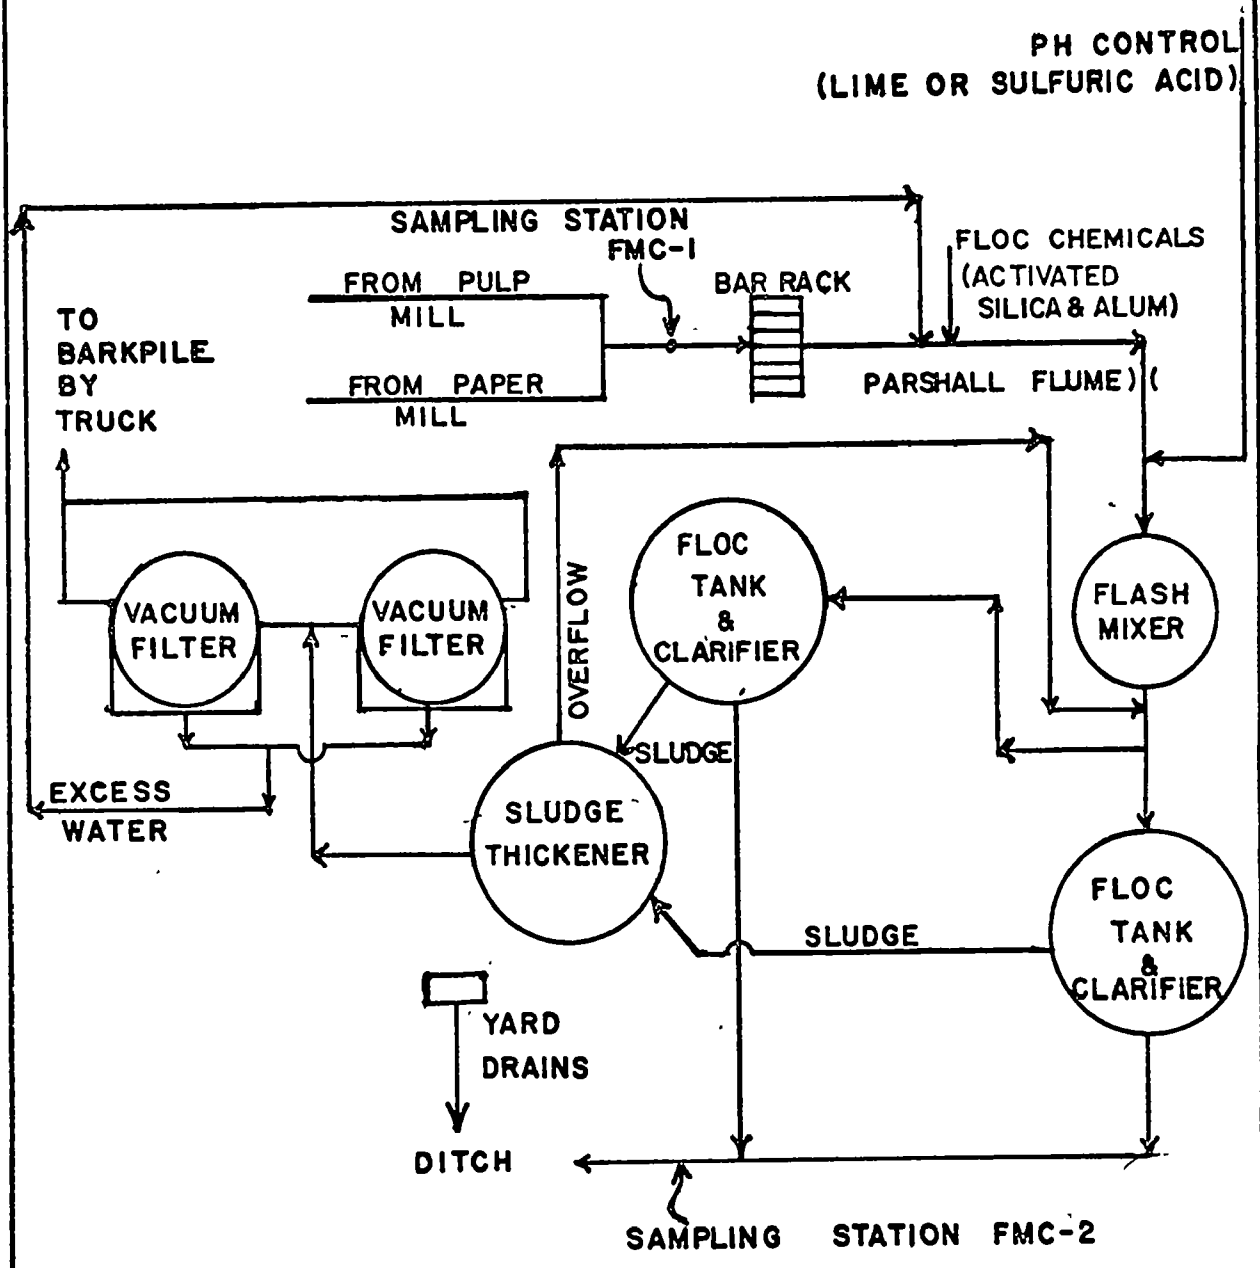 PH CONTROL
(LIME OR SULFURIC ACID)
SAMPLING STATION
FMC-1
FLOC CHEMICALS
(ACTIVATED
SILICA & ALUM)
FROM PULP
MILL
BAR RACK
TO
BARKPILE
BY
TRUCK
FROM PAPER
MILL
PARSHALL FLUME) (
FLOC
TANK
&
CLARIFIER
FLASH
MIXER
VACUUM
FILTER
VACUUM
FILTER
OVERFLOW
SLUDGE
EXCESS
WATER
SLUDGE
THICKENER
FLOC
TANK
&
CLARIFIER
SLUDGE
YARD
DRAINS
DITCH
SAMPLING STATION FMC-2